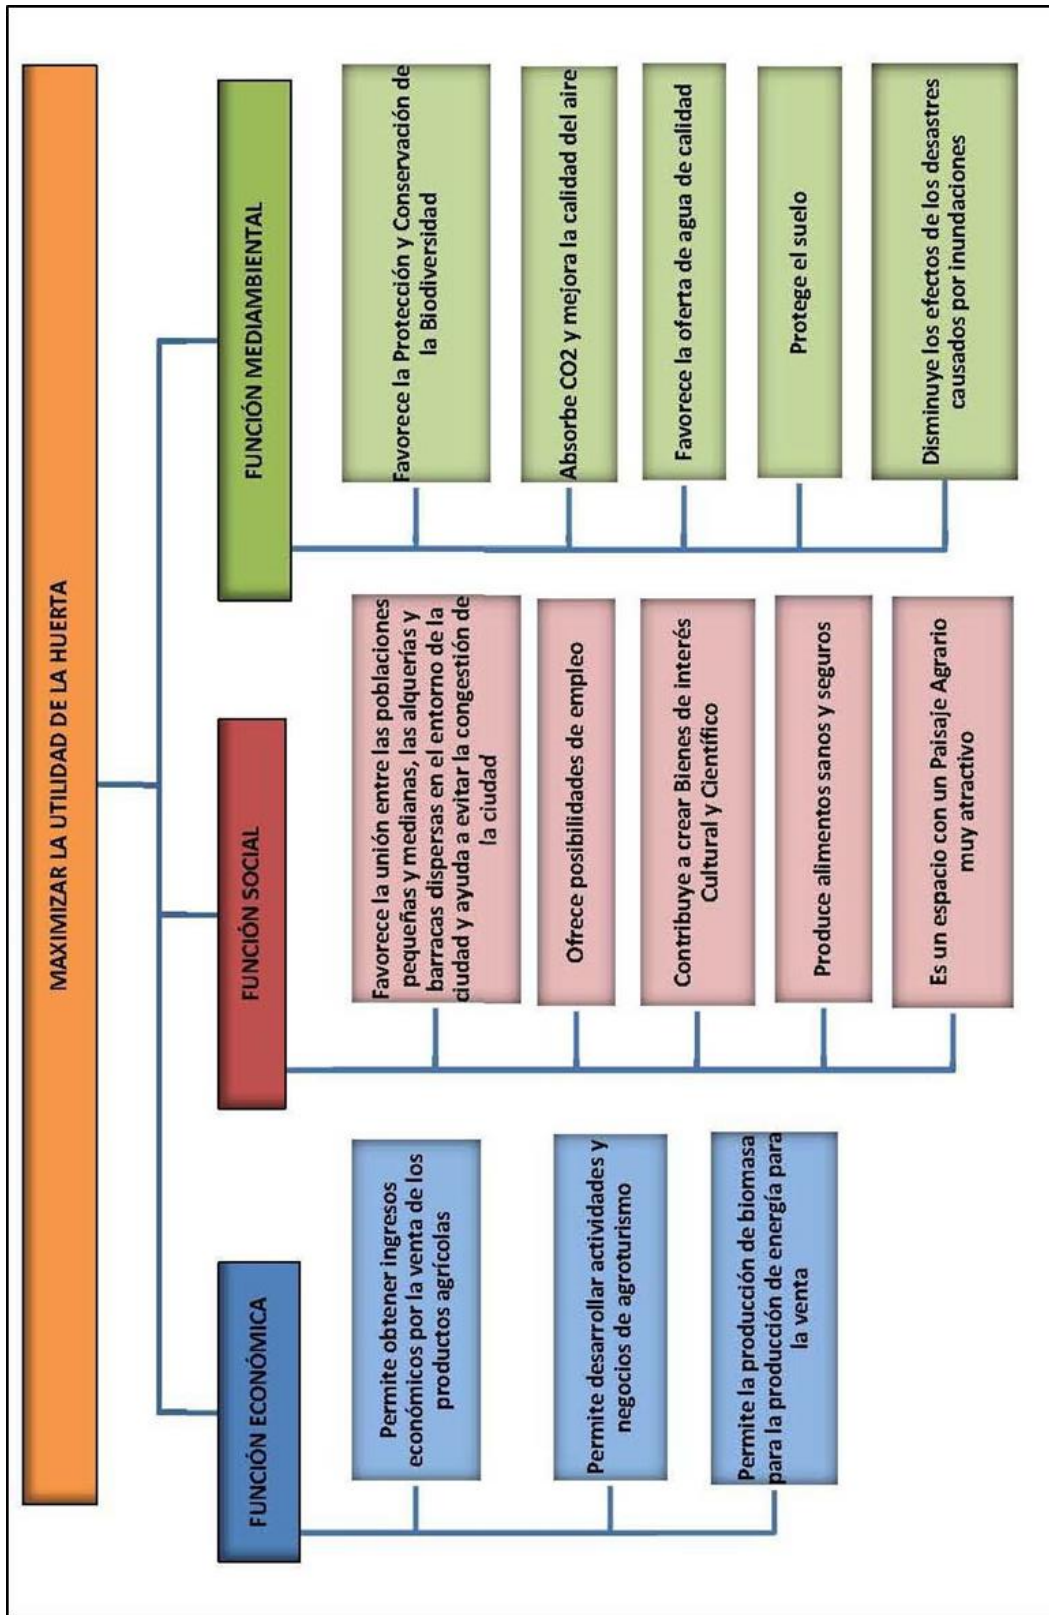 MAXIMIZAR LA UTILIDAD DE LA HUERTA
FUNCIÓN ECONÓMICA
Permite obtener ingresos
económicos por la venta de los
productos agrícolas
Permite desarrollar actividades y
negocios de agroturismo
Permite la producción de biomasa
para la producción de energía para
la venta
FUNCIÓN SOCIAL
Favorece la unión entre las poblaciones
pequeñas y medianas, las alquerías y
barracas dispersas en el entorno de la
ciudad y ayuda a evitar la congestión de
la ciudad
Ofrece posibilidades de empleo
Contribuye a crear Bienes de interés
Cultural y Científico
Produce alimentos sanos y seguros
Es un espacio con un Paisaje Agrario
muy atractivo
FUNCIÓN MEDIAMBIENTAL
Favorece la Protección y Conservación de
la Biodiversidad
Absorbe CO2 y mejora la calidad del aire
Favorece la oferta de agua de calidad
Protege el suelo
Disminuye los efectos de los desastres
causados por inundaciones